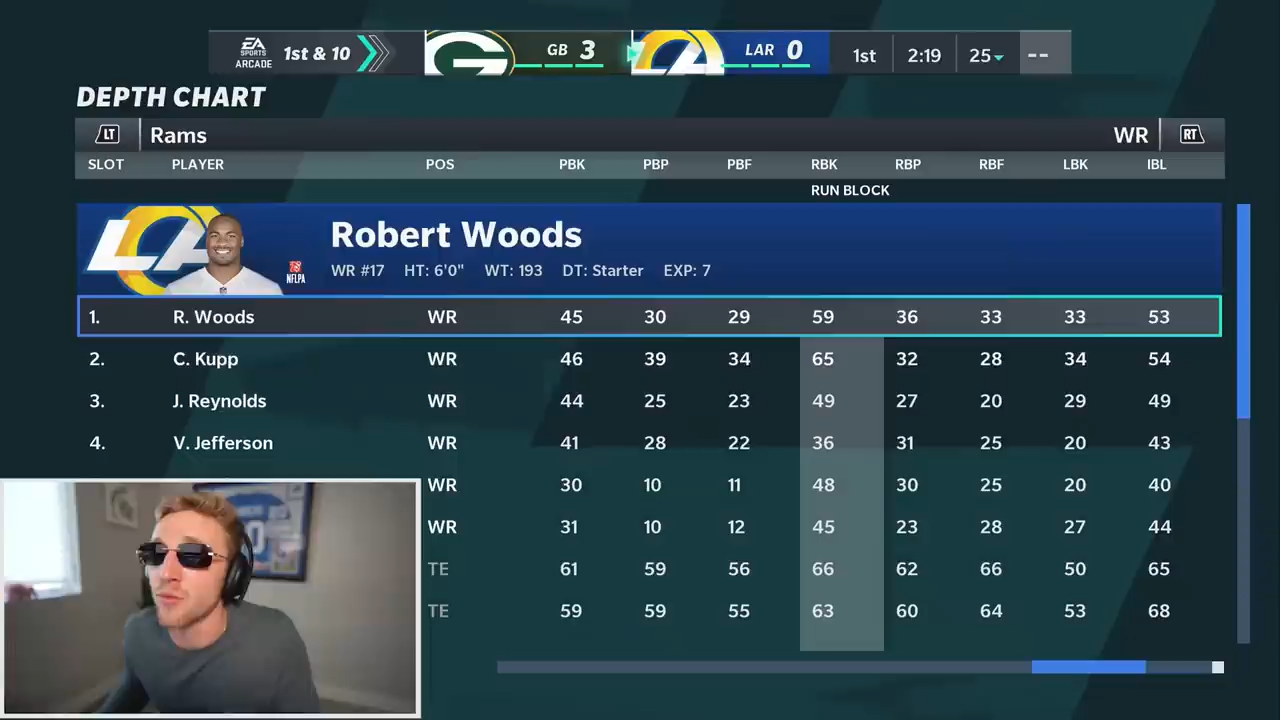 EA SPORTS ARCADE 1st & 10 GB 3 LAR 0 1st 2:19 25 --
DEPTH CHART
LT Rams WR RT
SLOT PLAYER POS PBK PBP PBF RBK RBP RBF LBK IBL
RUN BLOCK
LA Robert Woods
WR #17 HT: 6'0" WT: 193 DT: Starter EXP: 7
NFLPA
1. R. Woods WR 45 30 29 59 36 33 33 53
2. C. Kupp WR 46 39 34 65 32 28 34 54
3. J. Reynolds WR 44 25 23 49 27 20 29 49
4. V. Jefferson WR 41 28 22 36 31 25 20 43
WR 30 10 11 48 30 25 20 40
WR 31 10 12 45 23 28 27 44
TE 61 59 56 66 62 66 50 65
TE 59 59 55 63 60 64 53 68